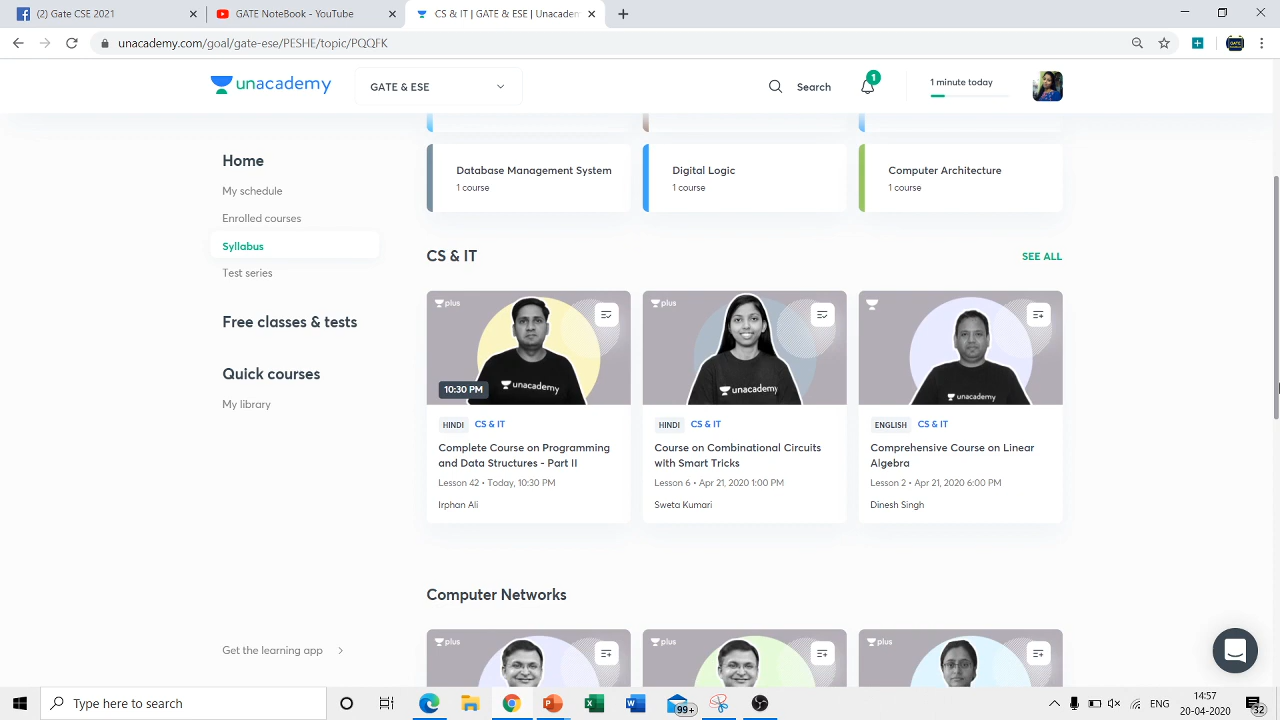 (2) Gate CSE 2021
NotBook - YouTube
CS & IT | GATE & ESE | Unacadem
unacademy.com/goal/gate-ese/PESHE/topic/PQQFK
unacademy
GATE & ESE
Search
1
1 minute today
Home
My schedule
Enrolled courses
Syllabus
Test series
Free classes & tests
Quick courses
My library
Get the learning app
Database Management System
1 course
Digital Logic
1 course
Computer Architecture
1 course
CS & IT
SEE ALL
plus
unacademy
10:30 PM
HINDI CS & IT
Complete Course on Programming
and Data Structures - Part II
Lesson 42 • Today, 10:30 PM
Irphan Ali
plus
unacademy
HINDI CS & IT
Course on Combinational Circuits
with Smart Tricks
Lesson 6 • Apr 21, 2020 1:00 PM
Sweta Kumari
unacademy
ENGLISH CS & IT
Comprehensive Course on Linear
Algebra
Lesson 2 • Apr 21, 2020 6:00 PM
Dinesh Singh
Computer Networks
plus
plus
plus
Type here to search
99+
ENG
14:57
20-04-2020
32